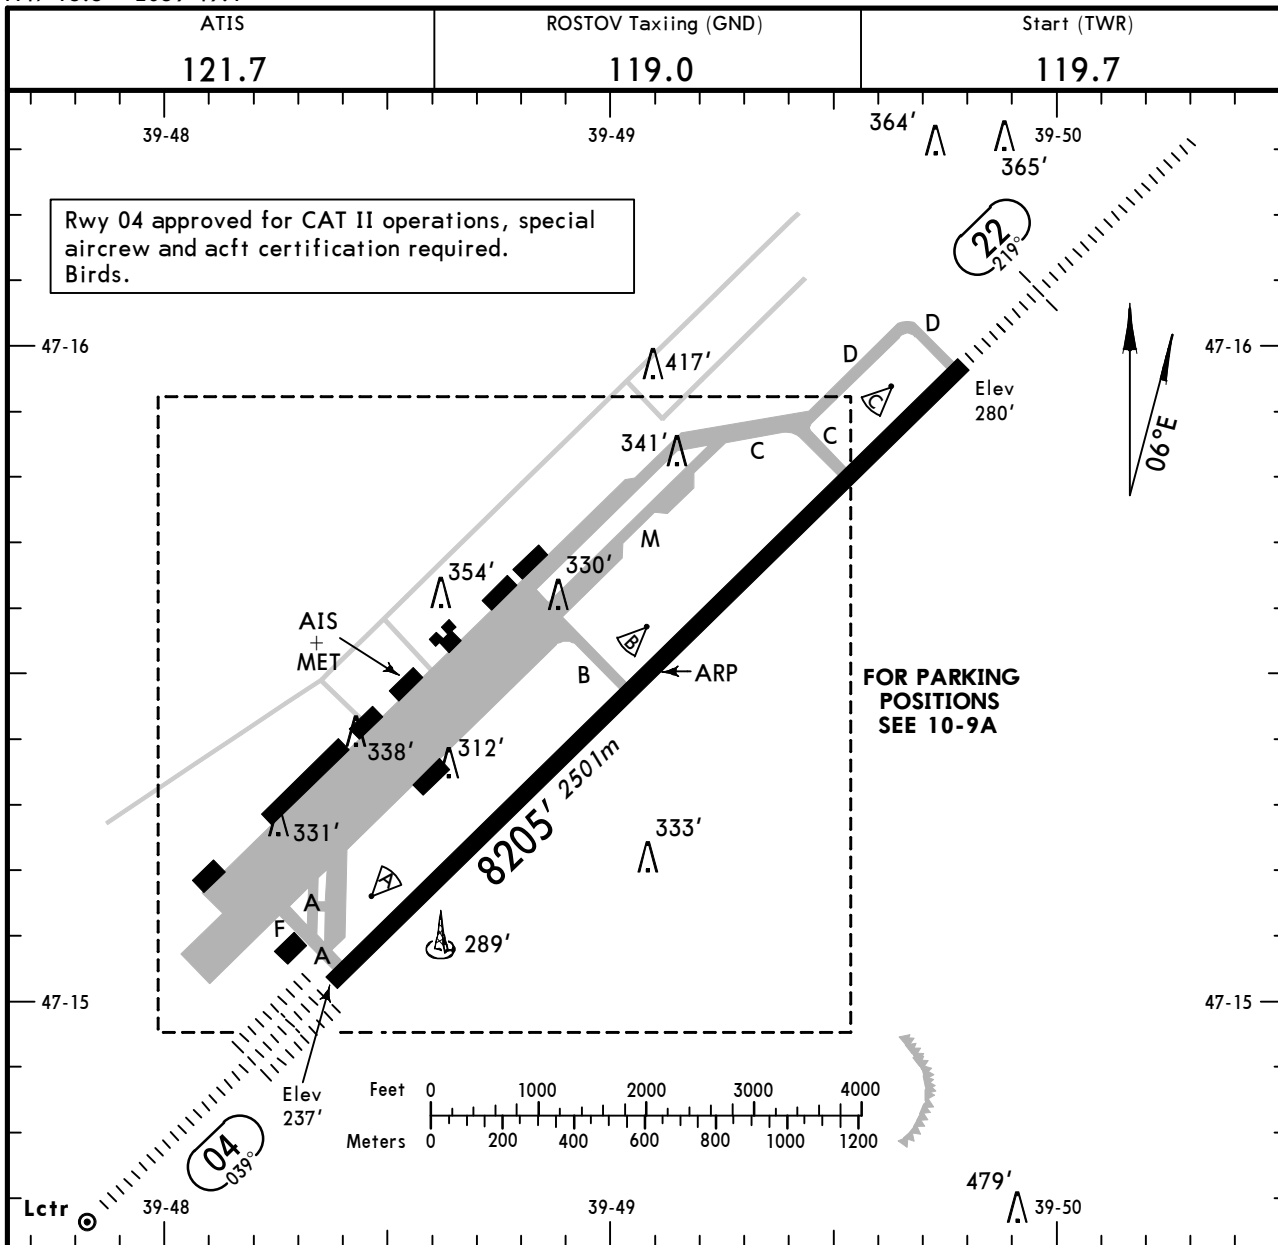 ATIS
121.7
ROSTOV Taxiing (GND)
119.0
Start (TWR)
119.7
39-48
39-49
364'
365'
39-50
Rwy 04 approved for CAT II operations, special
aircrew and acft certification required.
Birds.
22
219°
47-16
47-16
D
D
417'
Elev
280'
06°E
C
341'
C
C
M
354'
330'
AIS
+
MET
B
B
ARP
FOR PARKING
POSITIONS
SEE 10-9A
338'
312'
8205' 2501m
331'
333'
A
A
F
A
289'
47-15
47-15
Elev
237'
Feet 0 1000 2000 3000 4000
Meters 0 200 400 600 800 1000 1200
04
039°
Lctr
39-48
39-49
479'
39-50